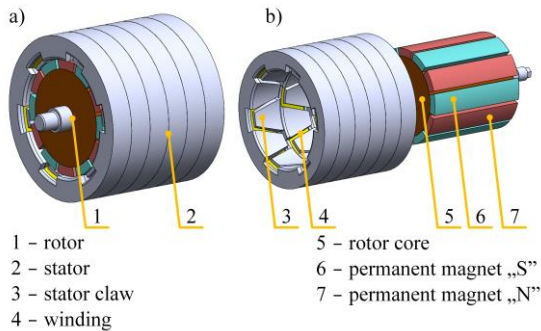 a)
b)
1
2
3
4
5
6
7
1 – rotor
2 – stator
3 – stator claw
4 – winding
5 – rotor core
6 – permanent magnet „S”
7 – permanent magnet „N”